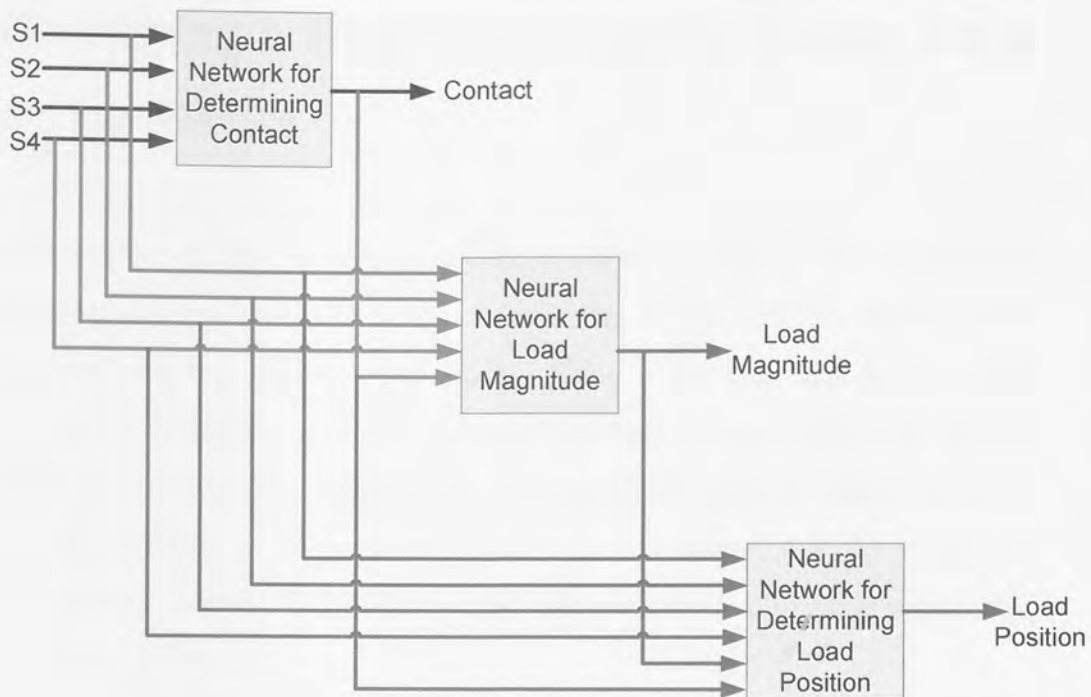 S1
S2
S3
S4
Neural
Network for
Determining
Contact
Contact
Neural
Network for
Load
Magnitude
Load
Magnitude
Neural
Network for
Determining
Load
Position
Load
Position